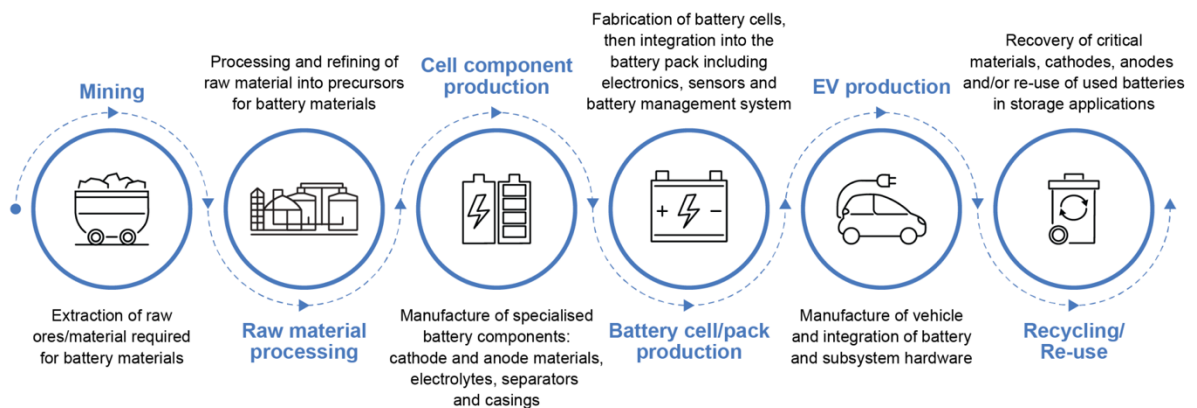 Mining
Extraction of raw
ores/material required
for battery materials
Processing and refining of
raw material into precursors
for battery materials
Raw material
processing
Cell component
production
Manufacture of specialised
battery components:
cathode and anode materials,
electrolytes, separators
and casings
Fabrication of battery cells,
then integration into the
battery pack including
electronics, sensors and
battery management system
+ −
Battery cell/pack
production
EV production
Manufacture of vehicle
and integration of battery
and subsystem hardware
Recovery of critical
materials, cathodes, anodes
and/or re-use of used batteries
in storage applications
Recycling/
Re-use